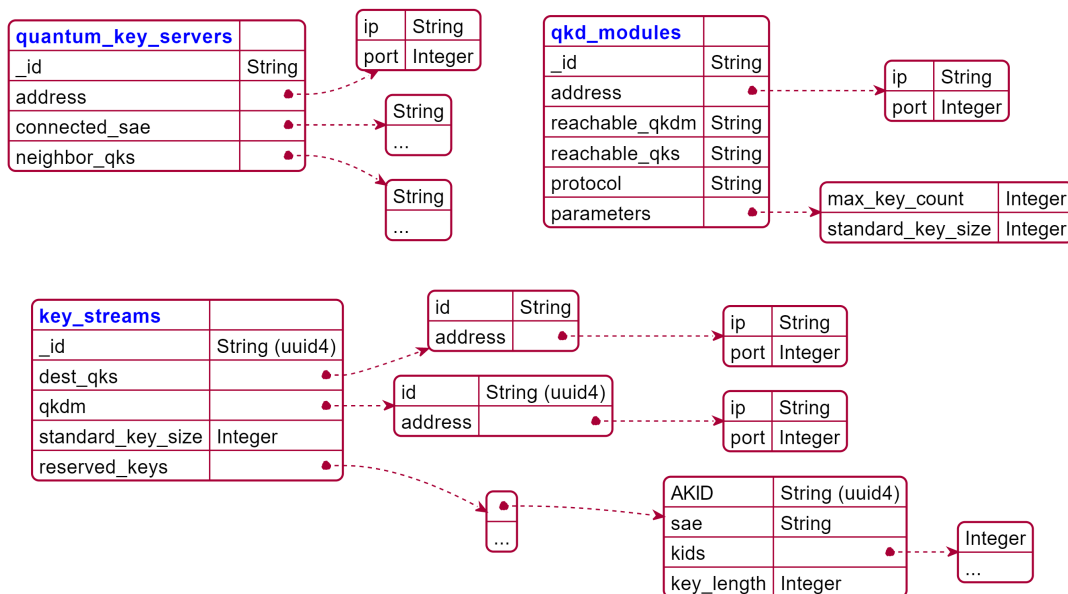 quantum_key_servers
_id String
address
connected_sae
neighbor_qks
ip String
port Integer
String
...
String
...
qkd_modules
_id String
address
reachable_qkdm String
reachable_qks String
protocol String
parameters
ip String
port Integer
max_key_count Integer
standard_key_size Integer
key_streams
_id String (uuid4)
dest_qks
qkdm
standard_key_size Integer
reserved_keys
id String
address
ip String
port Integer
id String (uuid4)
address
ip String
port Integer
...
AKID String (uuid4)
sae String
kids
key_length Integer
Integer
...